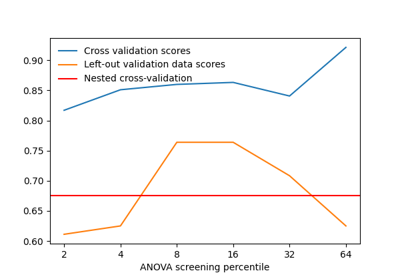 Cross validation scores
Left-out validation data scores
Nested cross-validation
0.90
0.85
0.80
0.75
0.70
0.65
0.60
2 4 8 16 32 64
ANOVA screening percentile